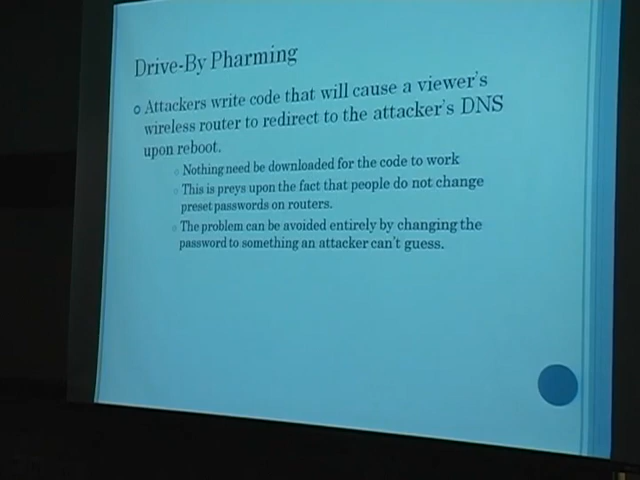 Drive-By Pharming
Attackers write code that will cause a viewer's
wireless router to redirect to the attacker's DNS
upon reboot.
Nothing need be downloaded for the code to work
This is preys upon the fact that people do not change
preset passwords on routers.
The problem can be avoided entirely by changing the
password to something an attacker can't guess.